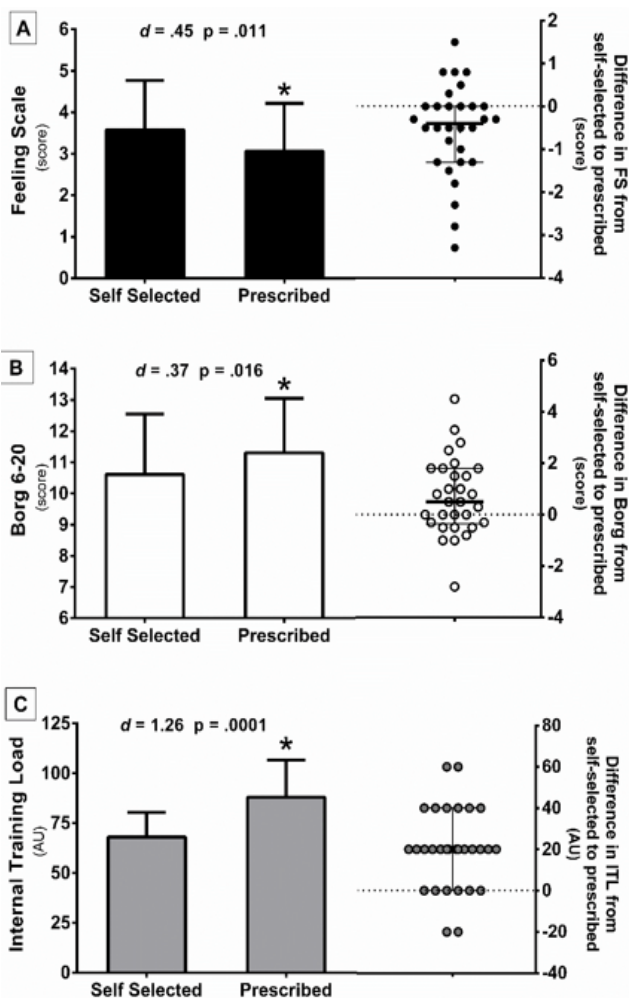 A
d = .45 p = .011
6
5
4
3
2
1
0
Feeling Scale
(score)
*
Self Selected
Prescribed
2
1
0
-1
-2
-3
-4
Difference in FS from
self-selected to prescribed
(score)
B
d = .37 p = .016
14
13
12
11
10
9
8
7
6
Borg 6-20
(score)
*
Self Selected
Prescribed
6
4
2
0
-2
-4
Difference in Borg from
self-selected to prescribed
(score)
C
d = 1.26 p = .0001
125
100
75
50
25
0
Internal Training Load
(AU)
*
Self Selected
Prescribed
80
60
40
20
0
-20
-40
Difference in ITL from
self-selected to prescribed
(AU)